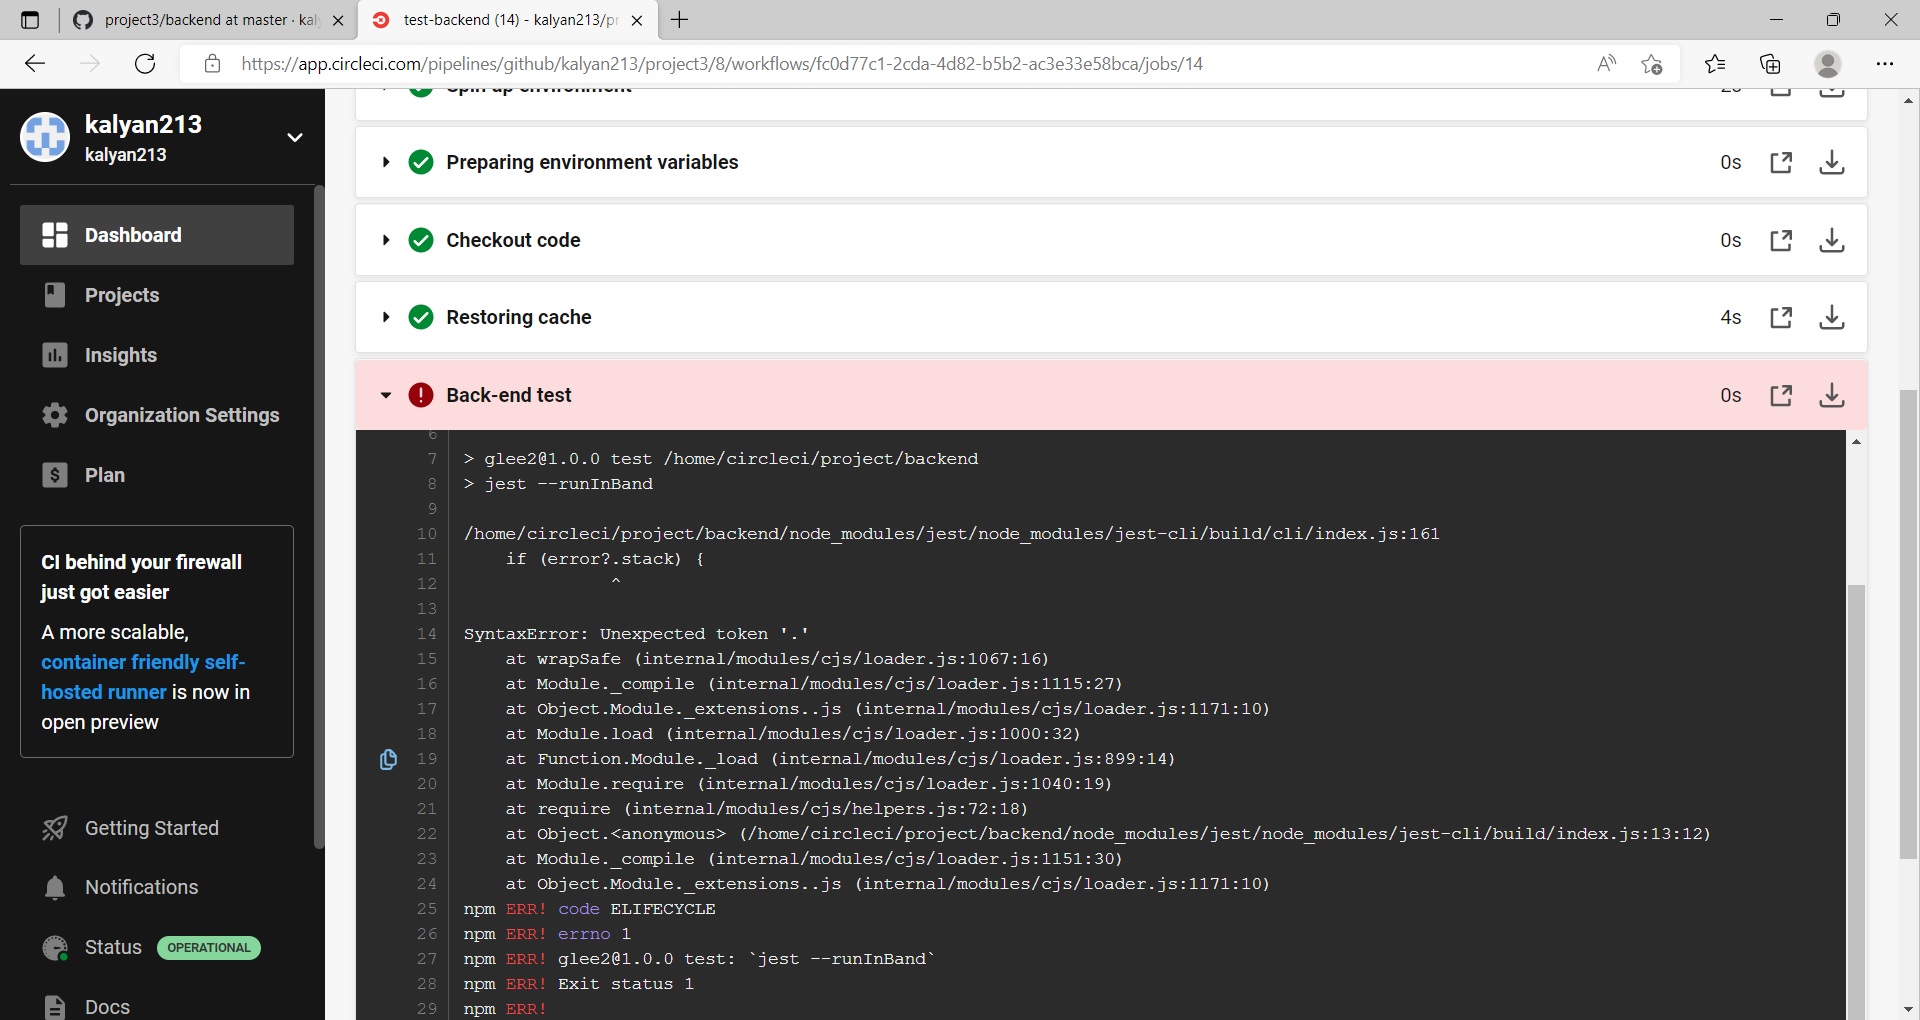 project3/backend at master · kaly
test-backend (14) - kalyan213/pr
https://app.circleci.com/pipelines/github/kalyan213/project3/8/workflows/fc0d77c1-2cda-4d82-b5b2-ac3e33e58bca/jobs/14
kalyan213
kalyan213
Dashboard
Projects
Insights
Organization Settings
Plan
CI behind your firewall
just got easier
A more scalable,
container friendly self-
hosted runner is now in
open preview
Getting Started
Notifications
Status OPERATIONAL
Docs
Spin up environment 2s
Preparing environment variables 0s
Checkout code 0s
Restoring cache 4s
Back-end test 0s
6
7 > glee2@1.0.0 test /home/circleci/project/backend
8 > jest --runInBand
9
10 /home/circleci/project/backend/node_modules/jest/node_modules/jest-cli/build/cli/index.js:161
11     if (error?.stack) {
12               ^
13
14 SyntaxError: Unexpected token '.'
15     at wrapSafe (internal/modules/cjs/loader.js:1067:16)
16     at Module._compile (internal/modules/cjs/loader.js:1115:27)
17     at Object.Module._extensions..js (internal/modules/cjs/loader.js:1171:10)
18     at Module.load (internal/modules/cjs/loader.js:1000:32)
19     at Function.Module._load (internal/modules/cjs/loader.js:899:14)
20     at Module.require (internal/modules/cjs/loader.js:1040:19)
21     at require (internal/modules/cjs/helpers.js:72:18)
22     at Object.<anonymous> (/home/circleci/project/backend/node_modules/jest/node_modules/jest-cli/build/index.js:13:12)
23     at Module._compile (internal/modules/cjs/loader.js:1151:30)
24     at Object.Module._extensions..js (internal/modules/cjs/loader.js:1171:10)
25 npm ERR! code ELIFECYCLE
26 npm ERR! errno 1
27 npm ERR! glee2@1.0.0 test: `jest --runInBand`
28 npm ERR! Exit status 1
29 npm ERR!